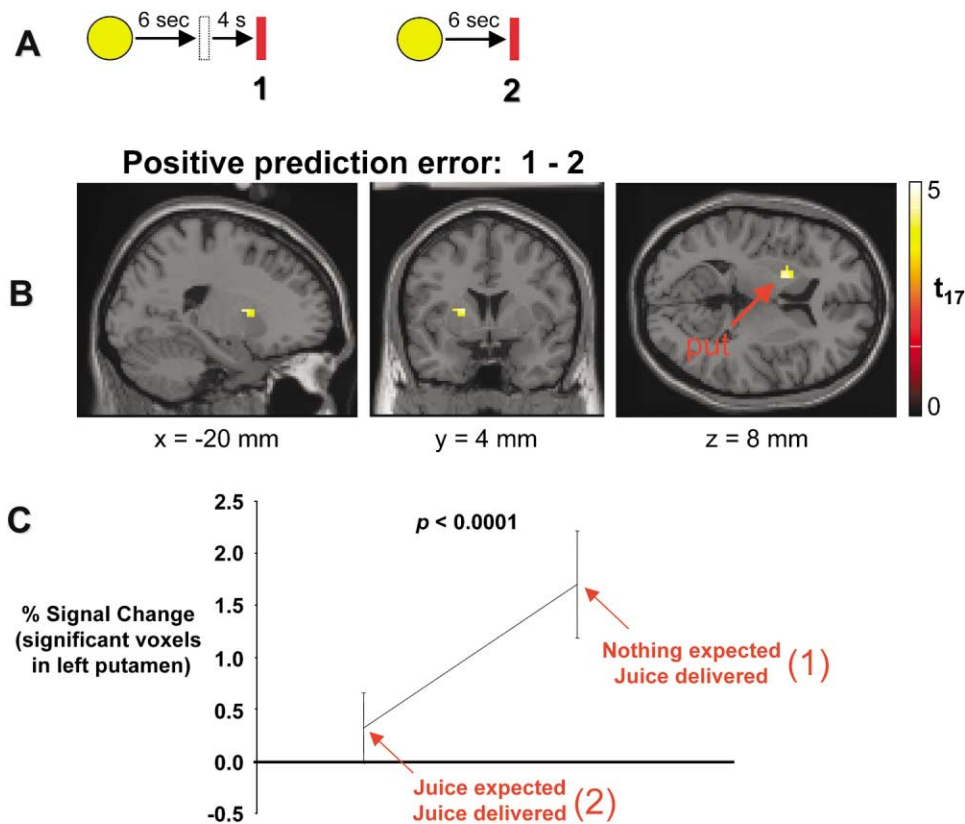 A
6 sec
4 s
1
6 sec
2
Positive prediction error: 1 - 2
B
put
5
t17
0
x = -20 mm
y = 4 mm
z = 8 mm
C
2.5
2.0
1.5
1.0
0.5
0.0
-0.5
% Signal Change
(significant voxels
in left putamen)
p < 0.0001
Nothing expected
Juice delivered (1)
Juice expected
Juice delivered (2)